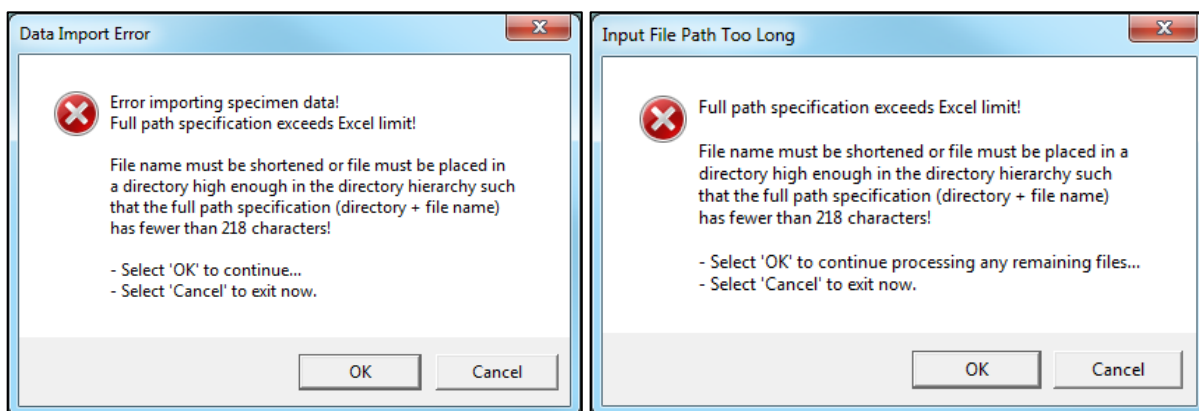 Data Import Error
Error importing specimen data!
Full path specification exceeds Excel limit!
File name must be shortened or file must be placed in
a directory high enough in the directory hierarchy such
that the full path specification (directory + file name)
has fewer than 218 characters!
- Select 'OK' to continue...
- Select 'Cancel' to exit now.
OK
Cancel
Input File Path Too Long
Full path specification exceeds Excel limit!
File name must be shortened or file must be placed in a
directory high enough in the directory hierarchy such
that the full path specification (directory + file name)
has fewer than 218 characters!
- Select 'OK' to continue processing any remaining files...
- Select 'Cancel' to exit now.
OK
Cancel